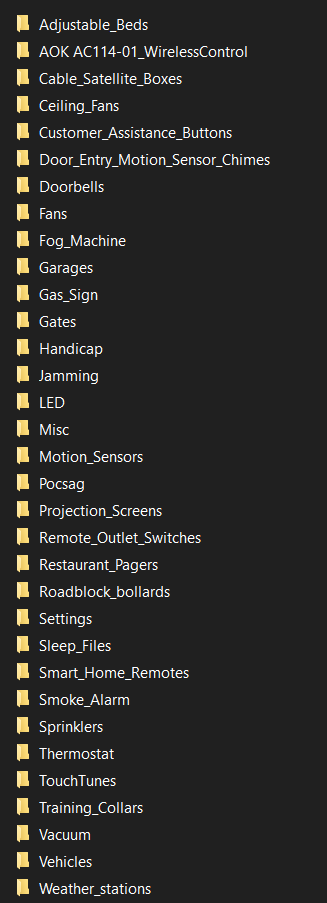 Adjustable_Beds
AOK AC114-01_WirelessControl
Cable_Satellite_Boxes
Ceiling_Fans
Customer_Assistance_Buttons
Door_Entry_Motion_Sensor_Chimes
Doorbells
Fans
Fog_Machine
Garages
Gas_Sign
Gates
Handicap
Jamming
LED
Misc
Motion_Sensors
Pocsag
Projection_Screens
Remote_Outlet_Switches
Restaurant_Pagers
Roadblock_bollards
Settings
Sleep_Files
Smart_Home_Remotes
Smoke_Alarm
Sprinklers
Thermostat
TouchTunes
Training_Collars
Vacuum
Vehicles
Weather_stations